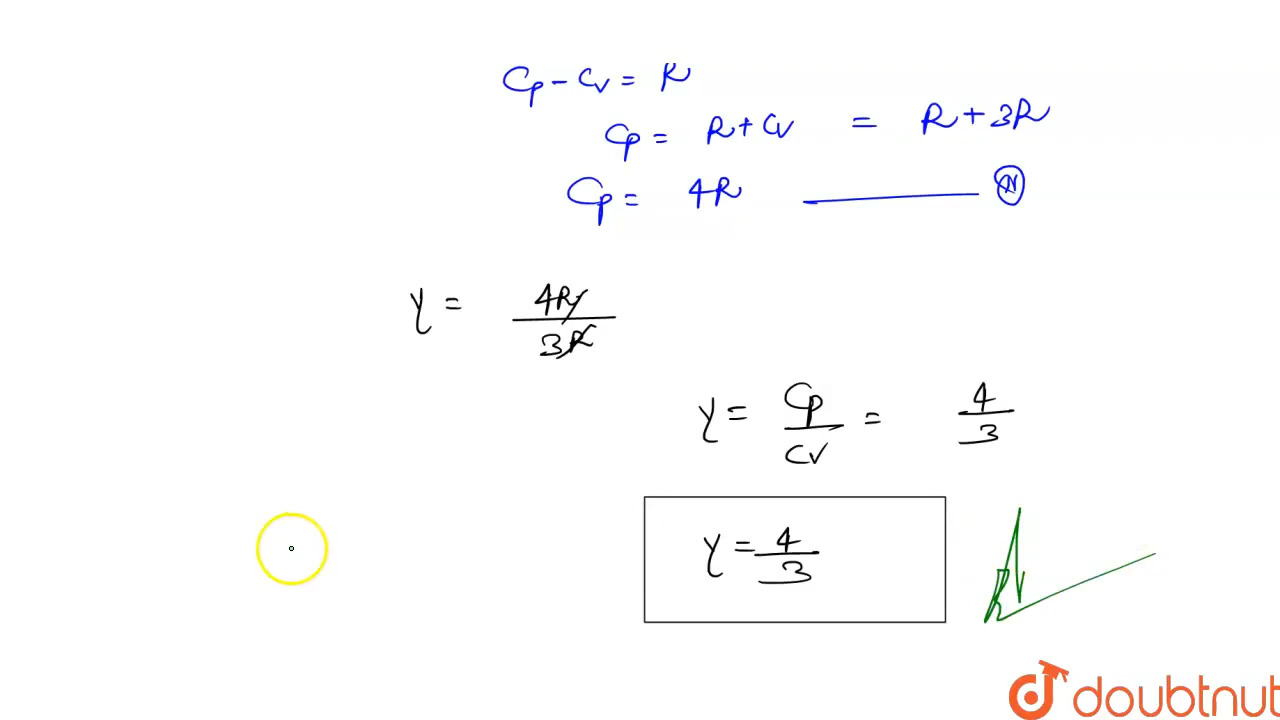 Cp - Cv = R
Cp = R + Cv = R + 3R
Cp = 4R
γ = 4R/3R
γ = Cp/Cv = 4/3
γ = 4/3
doubtnut